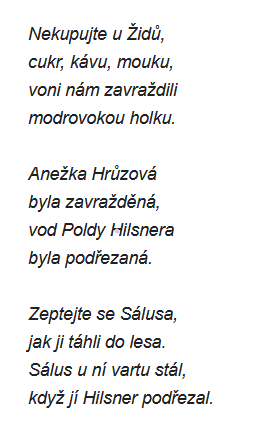 Nekupujte u Židů,
cukr, kávu, mouku,
voni nám zavraždili
modrovokou holku.

Anežka Hrůzová
byla zavražděná,
vod Poldy Hilsnera
byla podřezaná.

Zeptejte se Sálusa,
jak ji táhli do lesa.
Sálus u ní vartu stál,
když jí Hilsner podřezal.